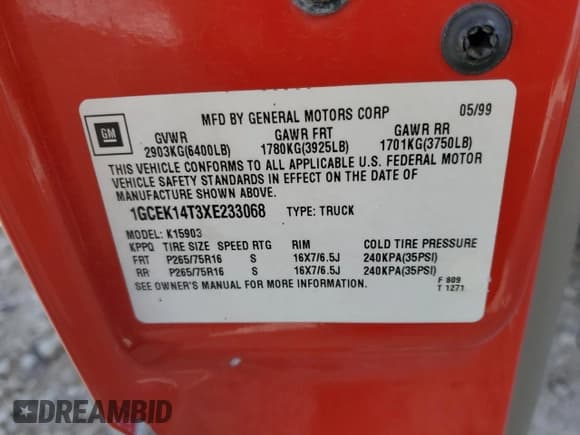 MFD BY GENERAL MOTORS CORP 05/99
GM
GVWR GAWR FRT GAWR RR
2903KG(6400LB) 1780KG(3925LB) 1701KG(3750LB)
THIS VEHICLE CONFORMS TO ALL APPLICABLE U.S. FEDERAL MOTOR
VEHICLE SAFETY STANDARDS IN EFFECT ON THE DATE OF
MANUFACTURE SHOWN ABOVE.
1GCEK14T3XE233068 TYPE: TRUCK
MODEL: K15903
KPPQ TIRE SIZE SPEED RTG RIM COLD TIRE PRESSURE
FRT P265/75R16 S 16X7/6.5J 240KPA(35PSI)
RR P265/75R16 S 16X7/6.5J 240KPA(35PSI)
SEE OWNER'S MANUAL FOR MORE INFORMATION.
F 809
T 1271
DREAMBID